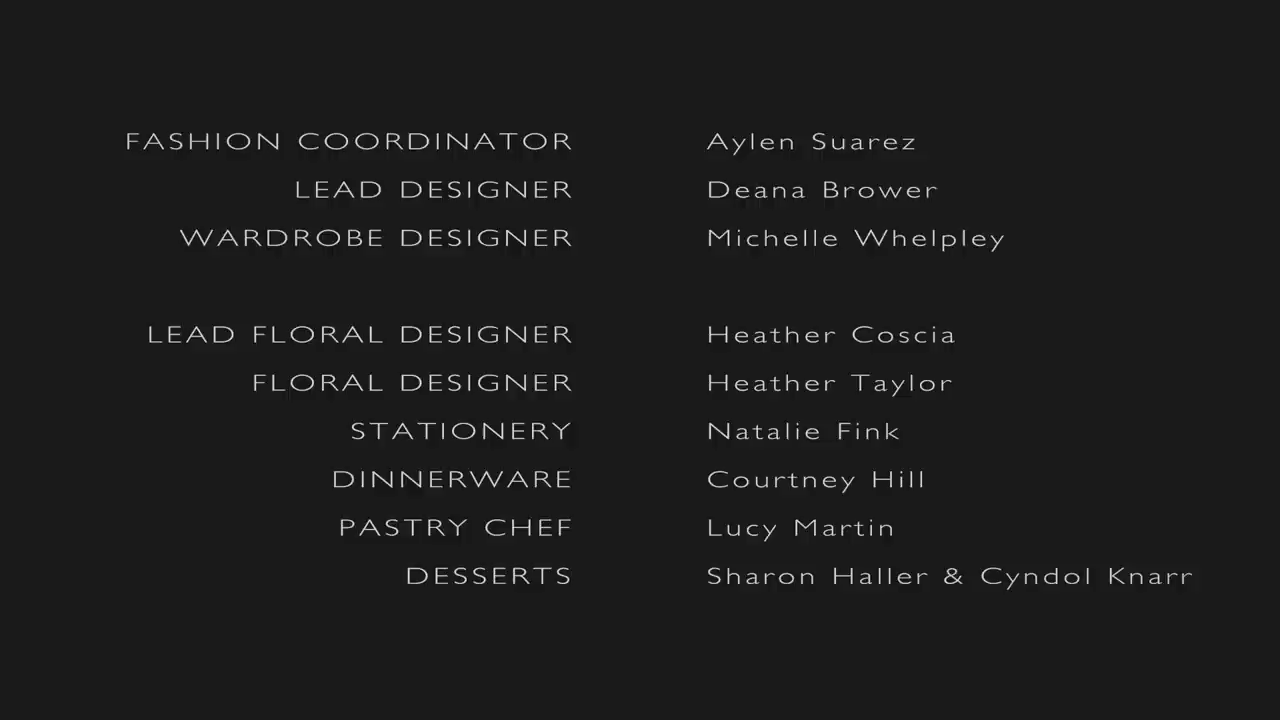 FASHION COORDINATOR Aylen Suarez
LEAD DESIGNER Deana Brower
WARDROBE DESIGNER Michelle Whelpley
LEAD FLORAL DESIGNER Heather Coscia
FLORAL DESIGNER Heather Taylor
STATIONERY Natalie Fink
DINNERWARE Courtney Hill
PASTRY CHEF Lucy Martin
DESSERTS Sharon Haller & Cyndol Knarr